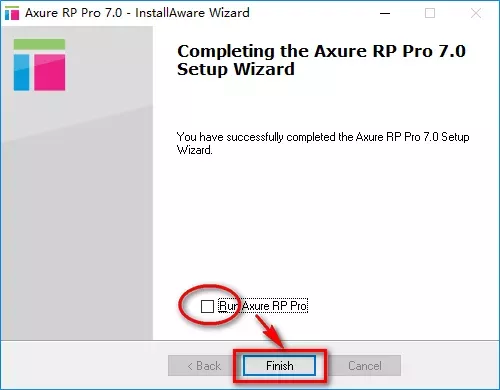 Axure RP Pro 7.0 - InstallAware Wizard
Completing the Axure RP Pro 7.0
Setup Wizard
You have successfully completed the Axure RP Pro 7.0 Setup
Wizard.
Run Axure RP Pro
< Back Finish Cancel